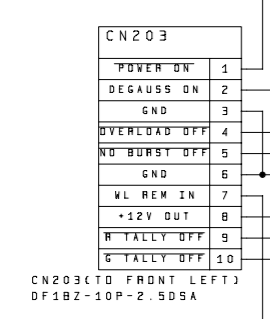 CN203
POWER ON 1
DEGAUSS ON 2
GND 3
OVERLOAD OFF 4
NO BURST OFF 5
GND 6
WL REM IN 7
+12V OUT 8
R TALLY OFF 9
G TALLY OFF 10
CN203(TO FRONT LEFT)
DF1BZ-10P-2.5DSA